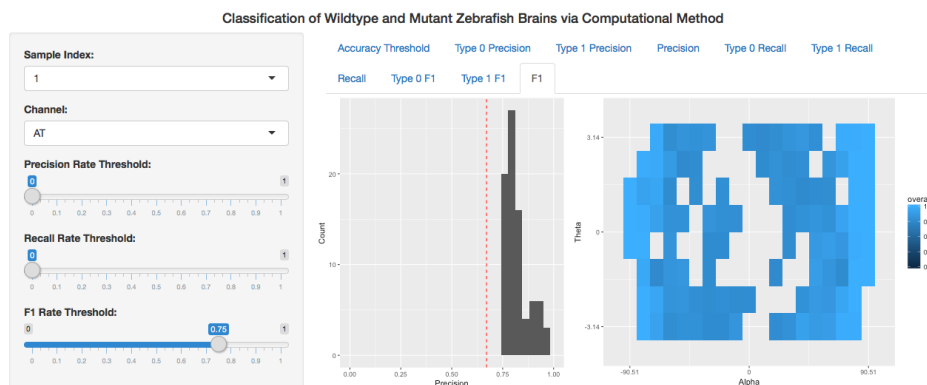 Classification of Wildtype and Mutant Zebrafish Brains via Computational Method
Sample Index:
1
Channel:
AT
Precision Rate Threshold:
0 1
0 0.1 0.2 0.3 0.4 0.5 0.6 0.7 0.8 0.9 1
Recall Rate Threshold:
0 1
0 0.1 0.2 0.3 0.4 0.5 0.6 0.7 0.8 0.9 1
F1 Rate Threshold:
0 0.75 1
0 0.1 0.2 0.3 0.4 0.5 0.6 0.7 0.8 0.9 1
Accuracy Threshold Type 0 Precision Type 1 Precision Precision Type 0 Recall Type 1 Recall
Recall Type 0 F1 Type 1 F1 F1
Count
20
10
0
0.00 0.25 0.50 0.75 1.00
Precision
Theta
3.14
0
-3.14
-90.51 0 90.51
Alpha
overa
1
0
0
0
0